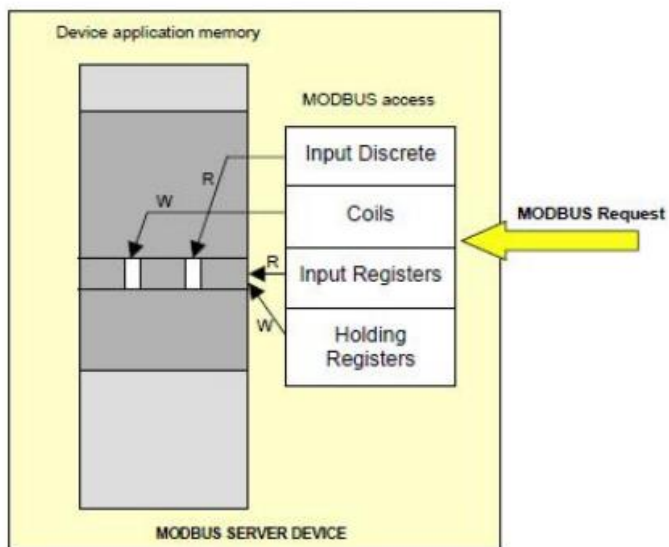 Device application memory
MODBUS access
Input Discrete
R
W
Coils
MODBUS Request
R
Input Registers
W
Holding
Registers
MODBUS SERVER DEVICE